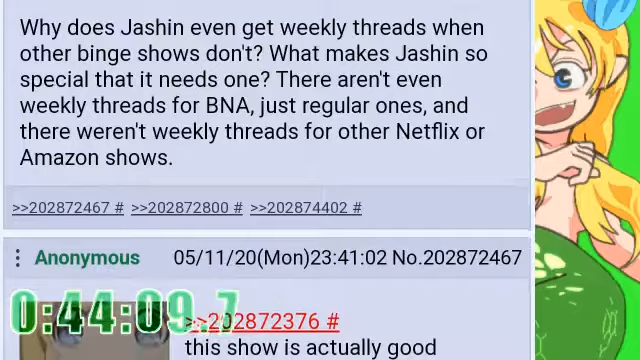 Why does Jashin even get weekly threads when
other binge shows don't? What makes Jashin so
special that it needs one? There aren't even
weekly threads for BNA, just regular ones, and
there weren't weekly threads for other Netflix or
Amazon shows.
>>202872467 # >>202872800 # >>202874402 #
Anonymous 05/11/20(Mon)23:41:02 No.202872467
0:44:09.7
>>202872376 #
this show is actually good